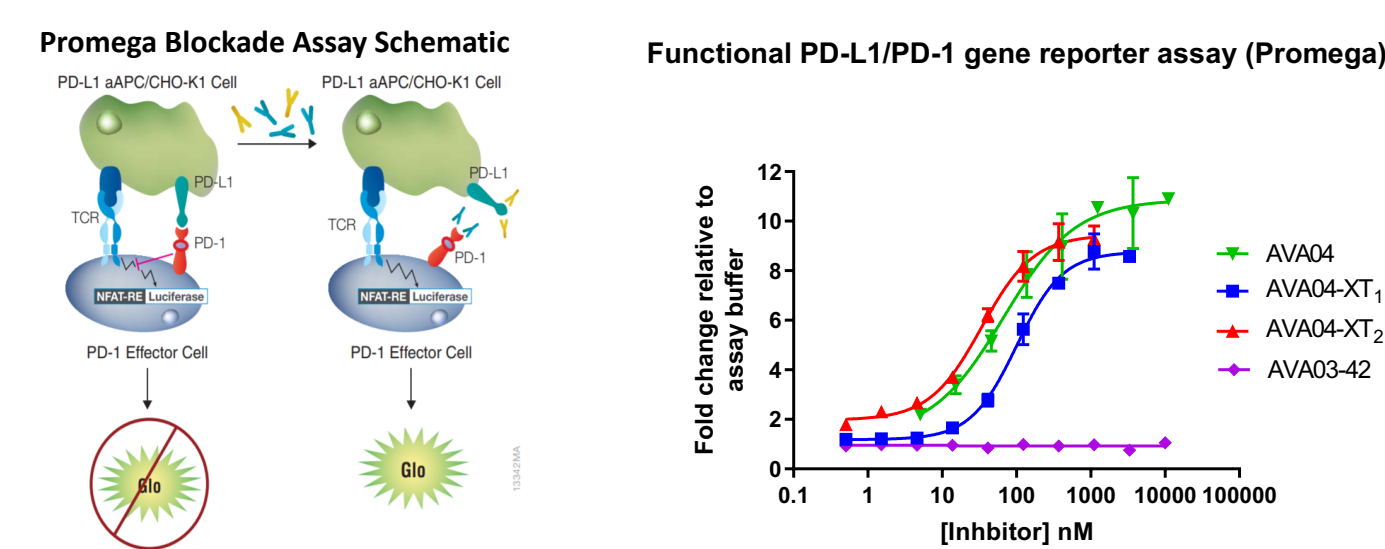 Promega Blockade Assay Schematic
PD-L1 aAPC/CHO-K1 Cell
PD-L1 aAPC/CHO-K1 Cell
PD-L1
TCR
PD-1
NFAT-RE Luciferase
PD-L1
TCR
PD-1
NFAT-RE Luciferase
PD-1 Effector Cell
PD-1 Effector Cell
Glo
Glo
13342MA
Functional PD-L1/PD-1 gene reporter assay (Promega)
Fold change relative to
assay buffer
12
10
8
6
4
2
0
0.1 1 10 100 1000 10000 100000
[Inhbitor] nM
AVA04
AVA04-XT1
AVA04-XT2
AVA03-42